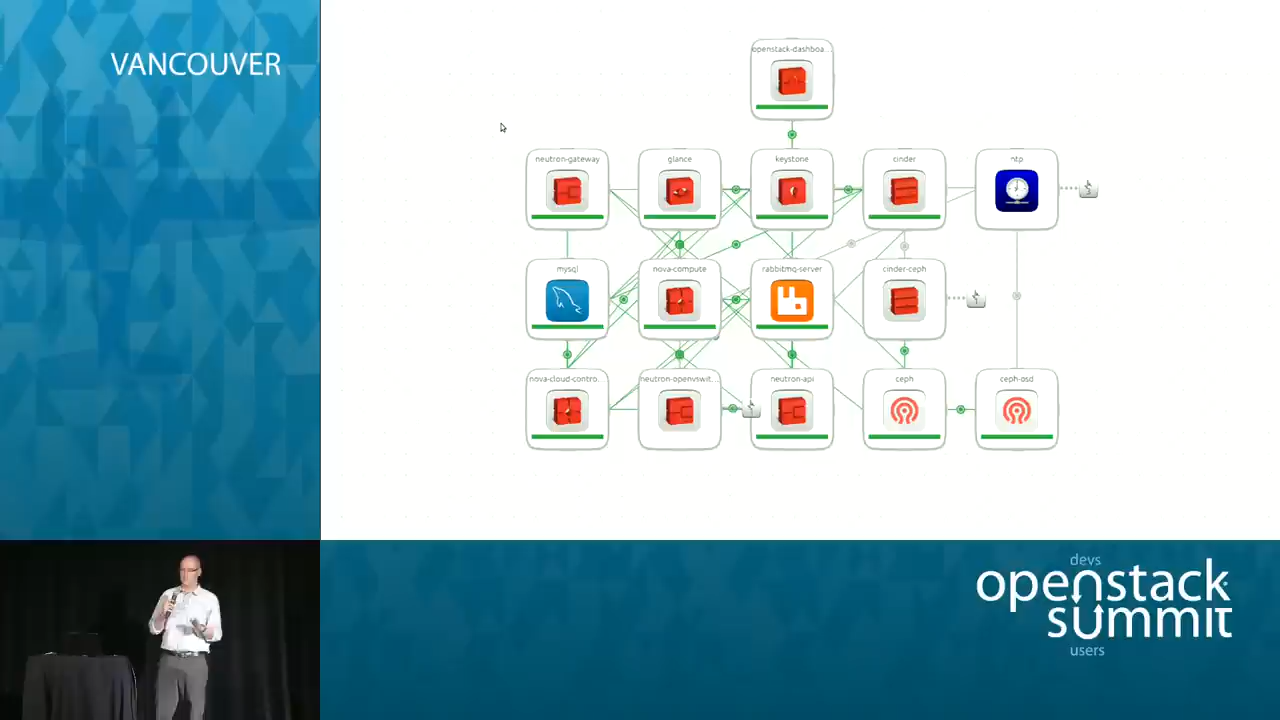 VANCOUVER
openstack-dashboa...
neutron-gateway
glance
keystone
cinder
ntp
mysql
nova-compute
rabbitmq-server
cinder-ceph
nova-cloud-contro...
neutron-openvswit...
neutron-api
ceph
ceph-osd
devs
openstack
summit
users